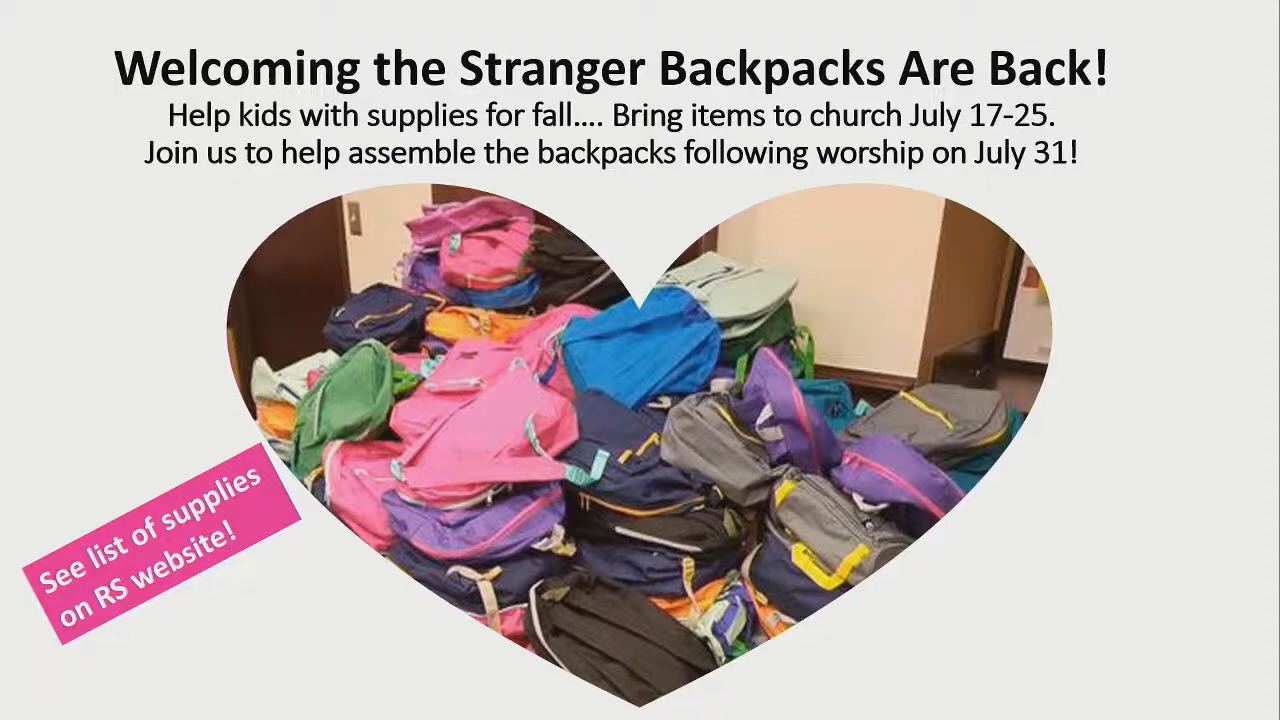 Welcoming the Stranger Backpacks Are Back!
Help kids with supplies for fall.... Bring items to church July 17-25.
Join us to help assemble the backpacks following worship on July 31!
See list of supplies
on RS website!